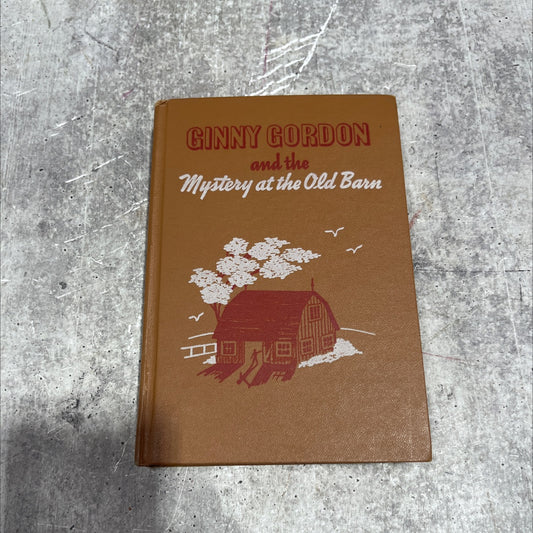 GINNY GORDON
and the
Mystery at the Old Barn